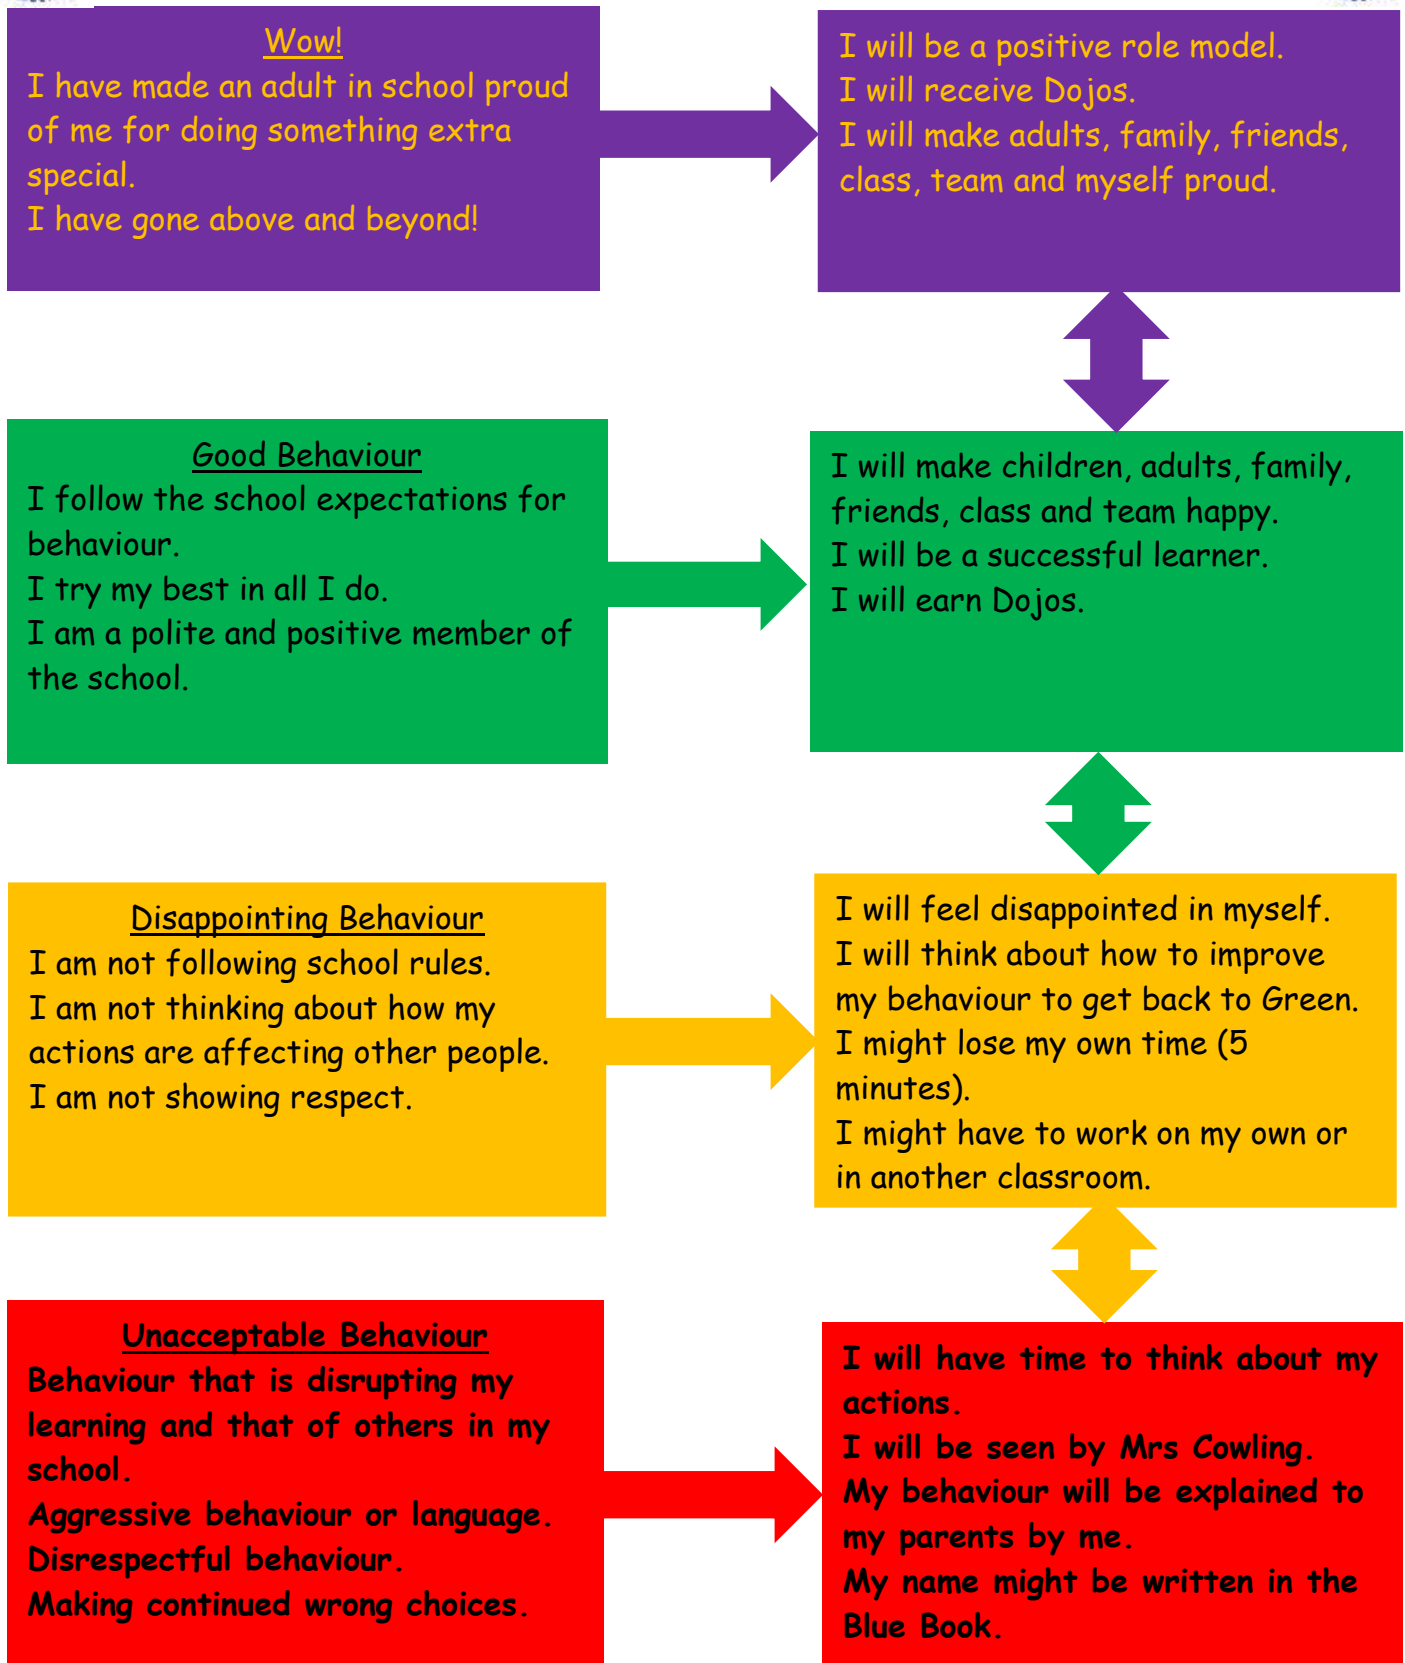 Wow!
I have made an adult in school proud
of me for doing something extra
special.
I have gone above and beyond!
I will be a positive role model.
I will receive Dojos.
I will make adults, family, friends,
class, team and myself proud.
Good Behaviour
I follow the school expectations for
behaviour.
I try my best in all I do.
I am a polite and positive member of
the school.
I will make children, adults, family,
friends, class and team happy.
I will be a successful learner.
I will earn Dojos.
Disappointing Behaviour
I am not following school rules.
I am not thinking about how my
actions are affecting other people.
I am not showing respect.
I will feel disappointed in myself.
I will think about how to improve
my behaviour to get back to Green.
I might lose my own time (5
minutes).
I might have to work on my own or
in another classroom.
Unacceptable Behaviour
Behaviour that is disrupting my
learning and that of others in my
school.
Aggressive behaviour or language.
Disrespectful behaviour.
Making continued wrong choices.
I will have time to think about my
actions.
I will be seen by Mrs Cowling.
My behaviour will be explained to
my parents by me.
My name might be written in the
Blue Book.